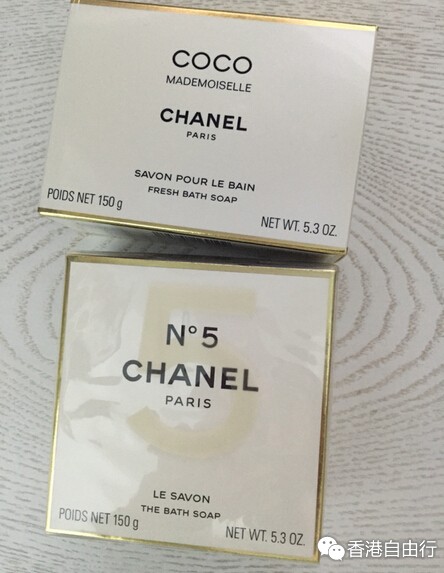 COCO
MADEMOISELLE
CHANEL
PARIS
SAVON POUR LE BAIN
FRESH BATH SOAP
POIDS NET 150 g
NET WT. 5.3 OZ.
5
N°5
CHANEL
PARIS
LE SAVON
THE BATH SOAP
POIDS NET 150 g
NET WT. 5.3 OZ.
香港自由行